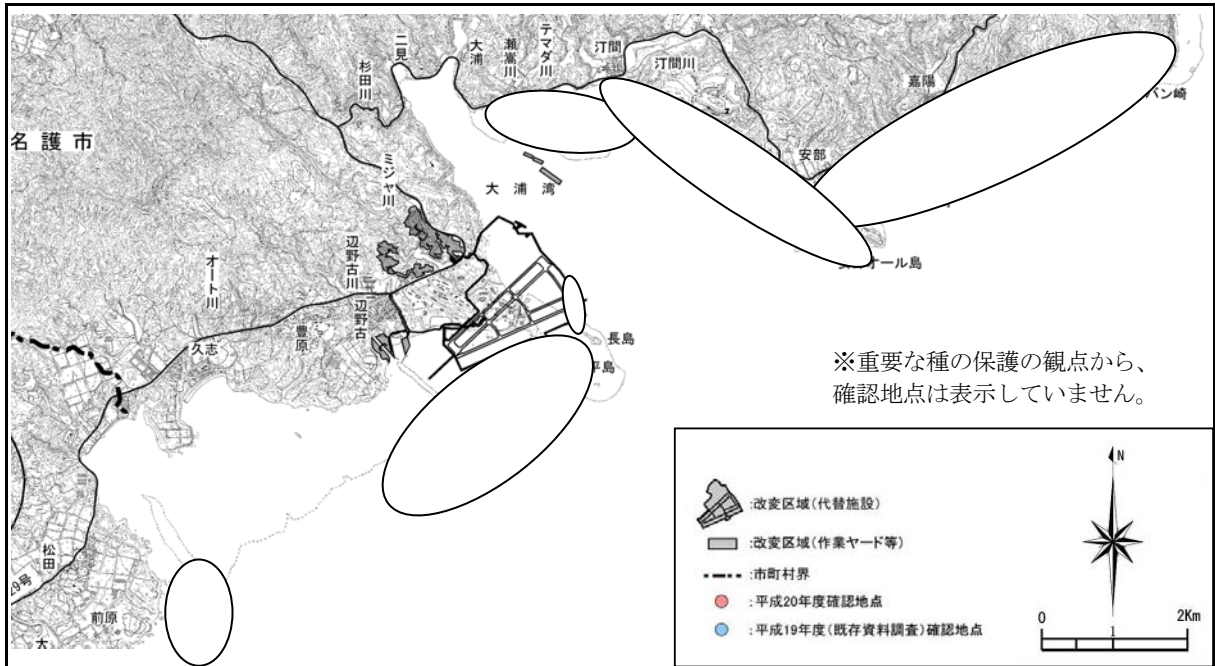 二見
大浦
瀬嵩川
テマダ川
汀間
汀間川
嘉陽
バン崎
杉田川
名護市
安部
ミジャ川
大浦湾
オール島
辺野古川
オート川
辺野古
豊原
久志
長島
平島
※重要な種の保護の観点から、
確認地点は表示していません。
N
:改変区域(代替施設)
:改変区域(作業ヤード等)
:市町村界
:平成20年度確認地点
:平成19年度(既存資料調査)確認地点
0 1 2Km
松田
29号
前原